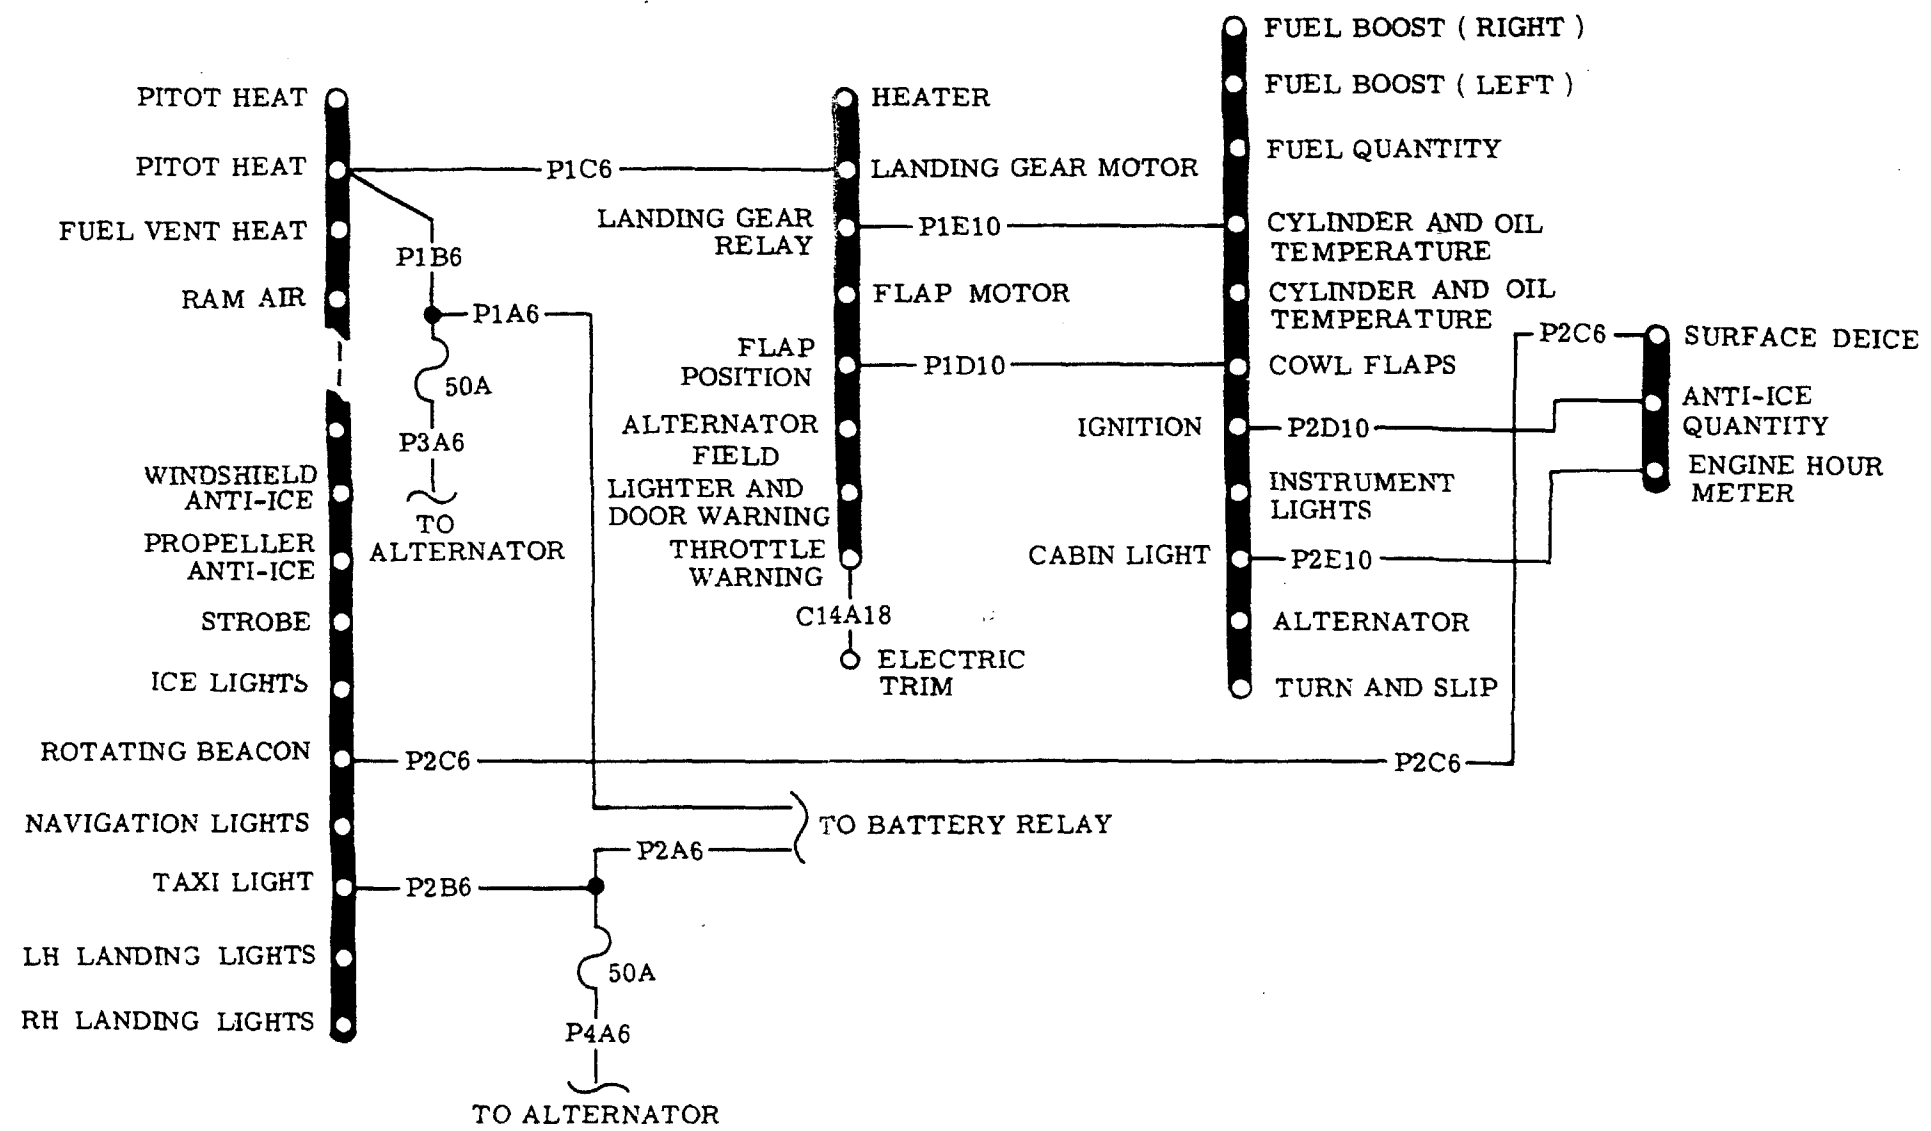 PITOT HEAT
PITOT HEAT
FUEL VENT HEAT
RAM AIR
WINDSHIELD
ANTI-ICE
PROPELLER
ANTI-ICE
STROBE
ICE LIGHTS
ROTATING BEACON
NAVIGATION LIGHTS
TAXI LIGHT
LH LANDING LIGHTS
RH LANDING LIGHTS
P1C6
P1B6
P1A6
50A
P3A6
TO
ALTERNATOR
P2C6
P2B6
P2A6
TO BATTERY RELAY
50A
P4A6
TO ALTERNATOR
HEATER
LANDING GEAR MOTOR
LANDING GEAR
RELAY
FLAP MOTOR
FLAP
POSITION
ALTERNATOR
FIELD
LIGHTER AND
DOOR WARNING
THROTTLE
WARNING
C14A18
ELECTRIC
TRIM
P1E10
P1D10
FUEL BOOST ( RIGHT )
FUEL BOOST ( LEFT )
FUEL QUANTITY
CYLINDER AND OIL
TEMPERATURE
CYLINDER AND OIL
TEMPERATURE
COWL FLAPS
IGNITION
INSTRUMENT
LIGHTS
CABIN LIGHT
ALTERNATOR
TURN AND SLIP
P2D10
P2E10
P2C6
P2C6
SURFACE DEICE
ANTI-ICE
QUANTITY
ENGINE HOUR
METER